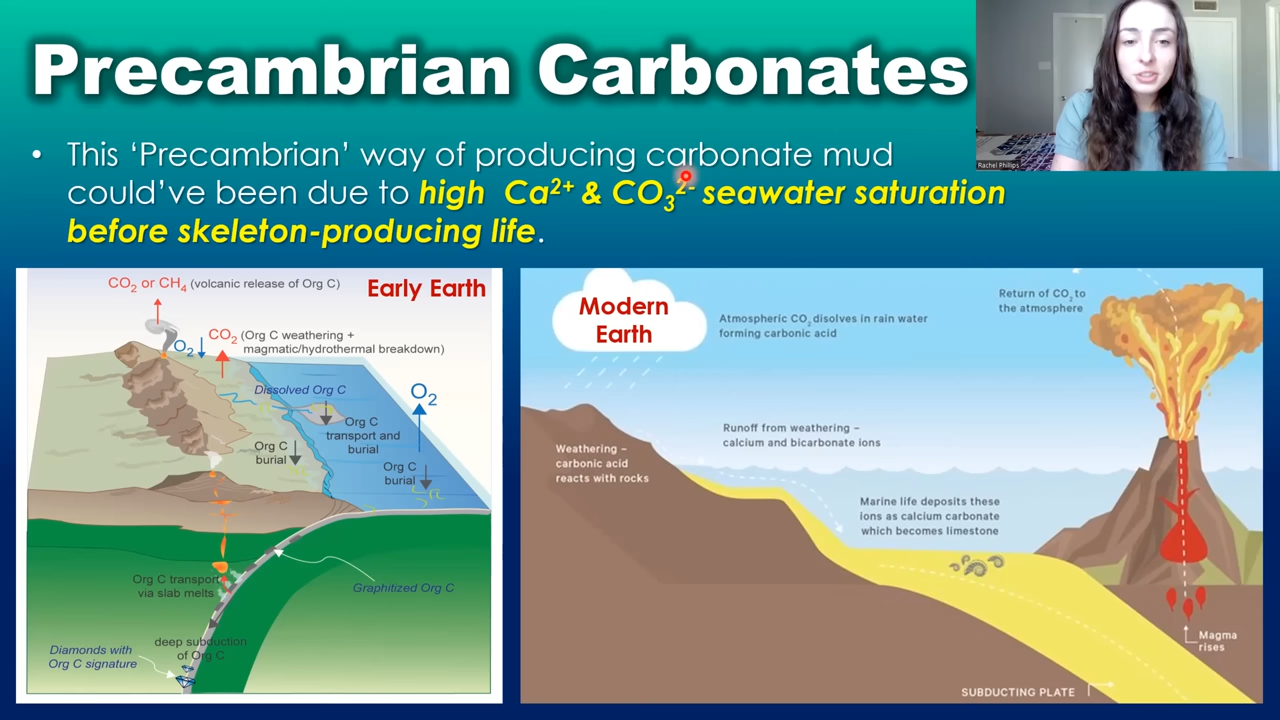 Precambrian Carbonates
Rachel Phillips
• This ‘Precambrian’ way of producing carbonate mud
could’ve been due to high Ca²⁺ & CO₃²⁻ seawater saturation
before skeleton-producing life.
CO₂ or CH₄ (volcanic release of Org C)
Early Earth
CO₂ (Org C weathering +
magmatic/hydrothermal breakdown)
O₂
Dissolved Org C
O₂
Org C
transport and
burial
Org C
burial
Org C
burial
Org C transport
via slab melts
Graphitized Org C
deep subduction
of Org C
Diamonds with
Org C signature
Modern
Earth
Atmospheric CO₂ disolves in rain water
forming carbonic acid
Return of CO₂ to
the atmosphere
Weathering –
carbonic acid
reacts with rocks
Runoff from weathering –
calcium and bicarbonate ions
Marine life deposits these
ions as calcium carbonate
which becomes limestone
Magma
rises
SUBDUCTING PLATE